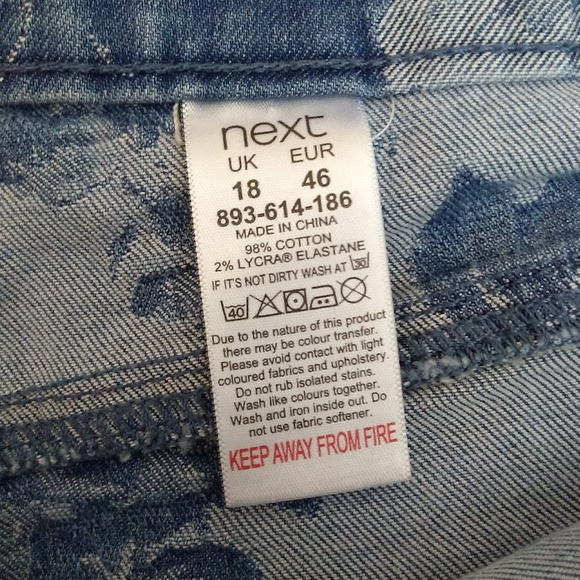 next
UK EUR
18 46
893-614-186
MADE IN CHINA
98% COTTON
2% LYCRA® ELASTANE
IF IT'S NOT DIRTY WASH AT 30
40
Due to the nature of this product
there may be colour transfer.
Please avoid contact with light
coloured fabrics and upholstery.
Do not rub isolated stains.
Wash like colours together.
Wash and iron inside out. Do
not use fabric softener.
KEEP AWAY FROM FIRE